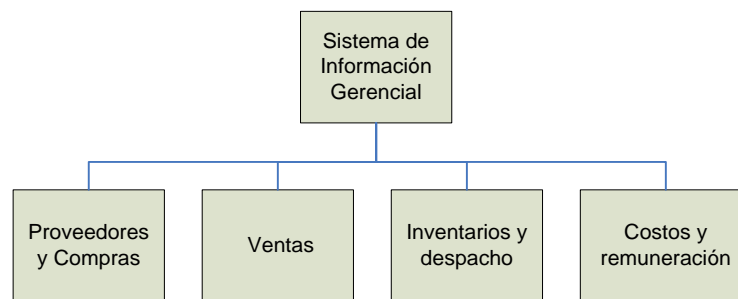 Sistema de
Información
Gerencial
Proveedores
y Compras
Ventas
Inventarios y
despacho
Costos y
remuneración